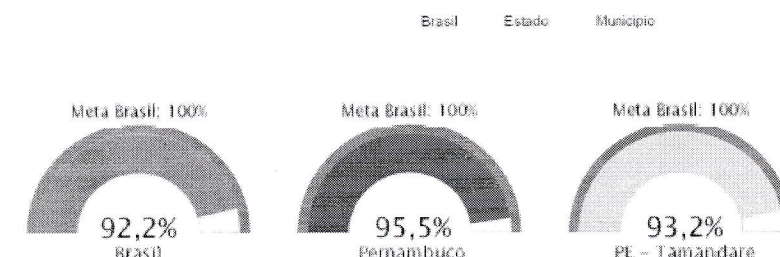 Brasil Estado Município
Meta Brasil: 100% Meta Brasil: 100% Meta Brasil: 100%
92,2% 95,5% 93,2%
Brasil Pernambuco PE - Tamandare